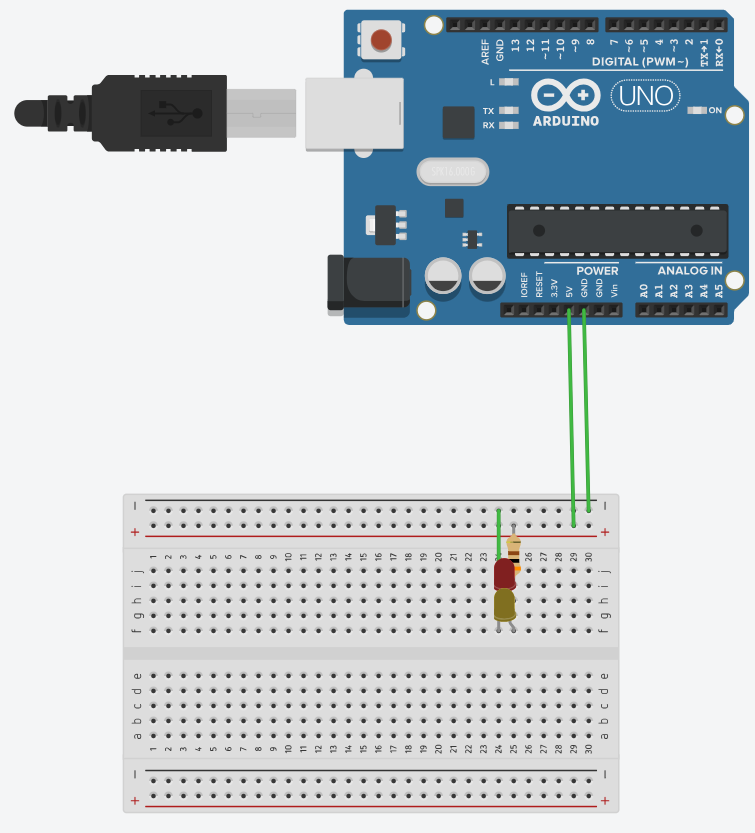 AREF GND 13 12 ~11 ~10 ~9 8 7 ~6 ~5 4 ~3 2 TX→1 RX←0
DIGITAL (PWM~)
L
TX
RX
ARDUINO
UNO
ON
POWER
ANALOG IN
IOREF RESET 3.3V 5V GND GND Vin A0 A1 A2 A3 A4 A5
− −
+ +
1 2 3 4 5 6 7 8 9 10 11 12 13 14 15 16 17 18 19 20 21 22 23 26 27 28 29 30
j j
i i
h h
g g
f f
e e
d d
c c
b b
a a
1 2 3 4 5 6 7 8 9 10 11 12 13 14 15 16 17 18 19 20 21 22 23 24 25 26 27 28 29 30
− −
+ +